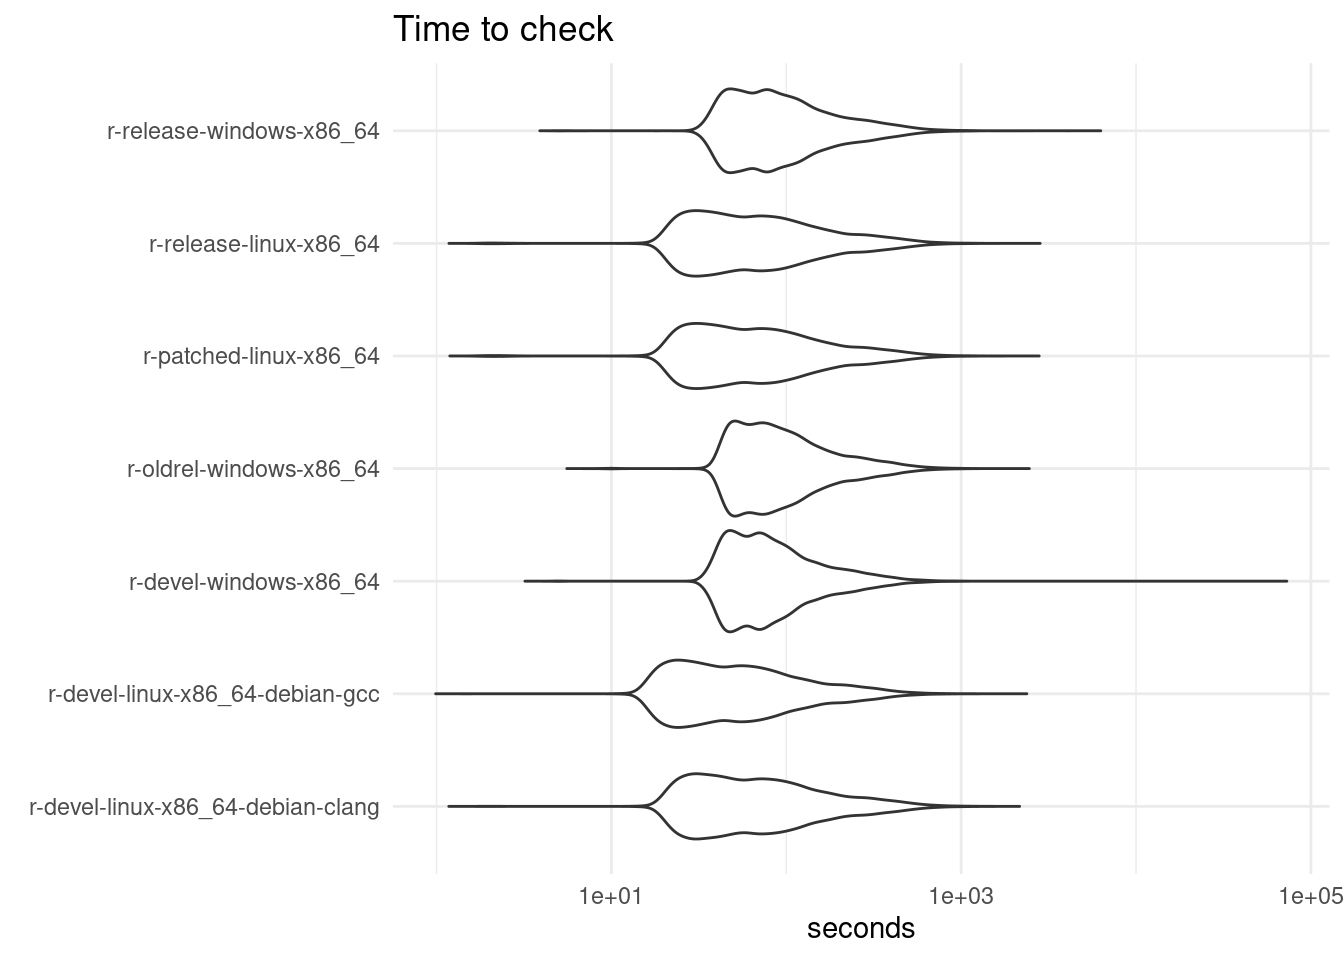 Time to check
r-release-windows-x86_64
r-release-linux-x86_64
r-patched-linux-x86_64
r-oldrel-windows-x86_64
r-devel-windows-x86_64
r-devel-linux-x86_64-debian-gcc
r-devel-linux-x86_64-debian-clang
1e+01 1e+03 1e+05
seconds